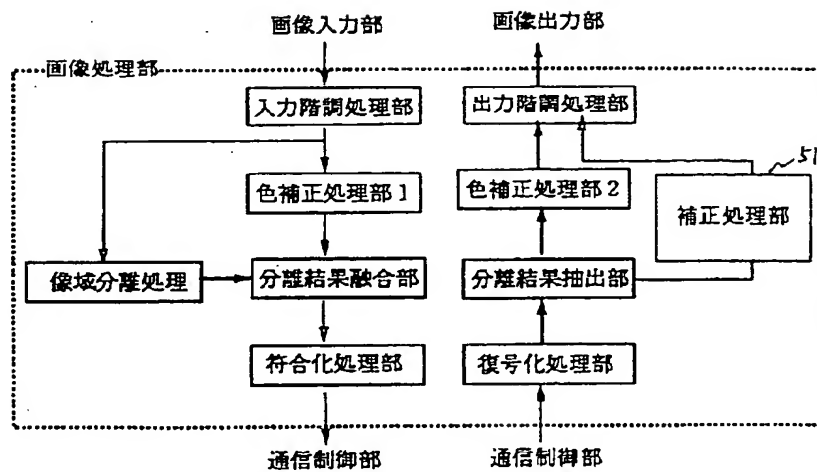 画像入力部
画像出力部
画像処理部
入力階調処理部
出力階調処理部
51
色補正処理部1
色補正処理部2
補正処理部
像域分離処理
分離結果融合部
分離結果抽出部
符合化処理部
復号化処理部
通信制御部
通信制御部